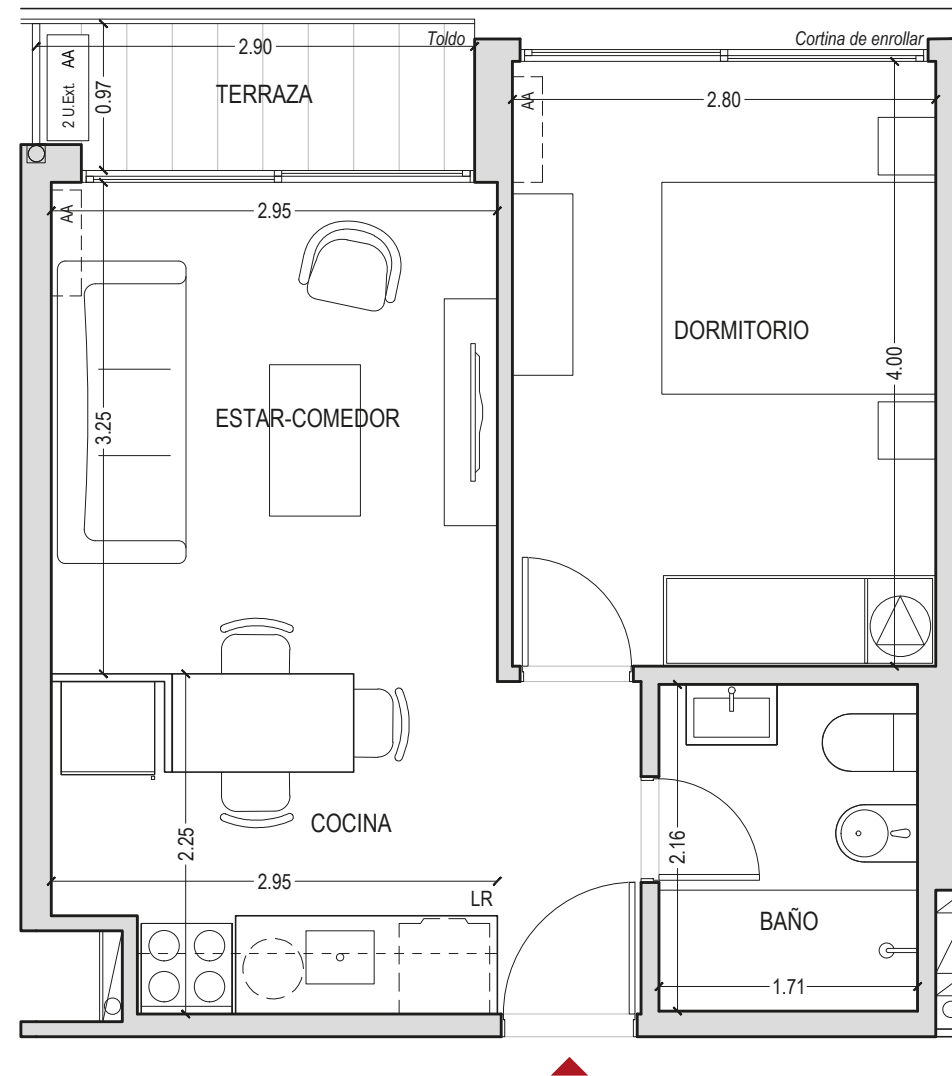 Toldo
Cortina de enrollar
2.90
2 U.Ext. AA
0.97
TERRAZA
AA
2.80
AA
2.95
DORMITORIO
4.00
3.25
ESTAR-COMEDOR
COCINA
2.25
2.16
2.95
LR
BAÑO
1.71